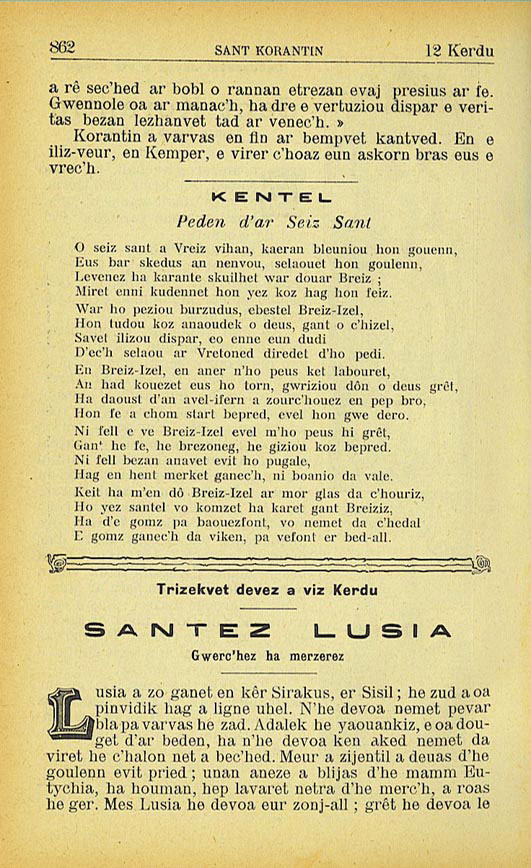 862 SANT KORANTIN 12 Kerdu
a rê sec'hed ar bobl o rannan etrezan evaj presius ar fe.
Gwennole oa ar manac'h, ha dre e vertuziou dispar e veri-
tas bezan lezhanvet tad ar venec'h. »
Korantin a varvas en fin ar bempvet kantved. En e
iliz-veur, en Kemper, e virer c'hoaz eun askorn bras eus e
vrec'h.
KENTEL
Peden d'ar Seiz Sant
O seiz sant a Vreiz vihan, kaeran bleuniou hon gouenn,
Eus bar skedus an nenvou, selaouet hon goulenn,
Levenez ha karante skuilhet war douar Breiz ;
Miret enni kudennet hon yez koz hag hon feiz.
War ho peziou burzudus, ebestel Breiz-Izel,
Hon tudou koz anaoudek o deus, gant o c'hizel,
Savet ilizou dispar, eo enne eun dudi
D'ec'h selaou ar Vretoned diredet d'ho pedi.
En Breiz-Izel, en aner n'ho peus ket labouret,
An had kouezet eus ho torn, gwriziou dôn o deus grêt,
Ha daoust d'an avel-ifern a zourc'houez en pep bro,
Hon fe a chom start bepred, evel hon gwe dero.
Ni fell e ve Breiz-Izel evel m'ho peus hi grêt,
Gant he fe, he brezoneg, he giziou koz bepred.
Ni fell bezan anavet evit ho pugale,
Hag en hent merket ganec'h, ni boanio da vale.
Keit ha m'en dô Breiz-Izel ar mor glas da c'houriz,
Ho yez santel vo komzet ha karet gant Breiziz,
Ha d'e gomz pa baouezfont, vo nemet da c'hedal
E gomz ganec'h da viken, pa vefont er bed-all.
Trizekvet devez a viz Kerdu
SANTEZ LUSIA
Gwerc'hez ha merzerez
Lusia a zo ganet en kêr Sirakus, er Sisil ; he zud a oa
pinvidik hag a ligne uhel. N'he devoa nemet pevar
bla pa varvas he zad. Adalek he yaouankiz, e oa dou-
get d'ar beden, ha n'he devoa ken aked nemet da
viret he c'halon net a bec'hed. Meur a zijentil a deuas d'he
goulenn evit pried ; unan aneze a blijas d'he mamm Eu-
tychia, ha houman, hep lavaret netra d'he merc'h, a roas
he ger. Mes Lusia he devoa eur zonj-all ; grêt he devoa le